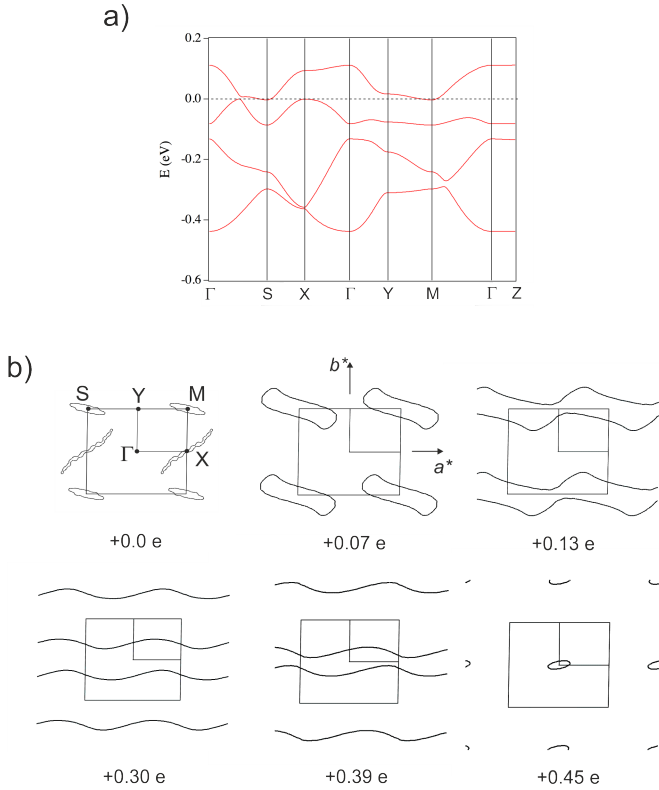 a)
0.2
0.0
-0.2
-0.4
-0.6
E (eV)
Γ S X Γ Y M Γ Z
b)
S Y M
Γ X
+0.0 e
b*
a*
+0.07 e
+0.13 e
+0.30 e
+0.39 e
+0.45 e